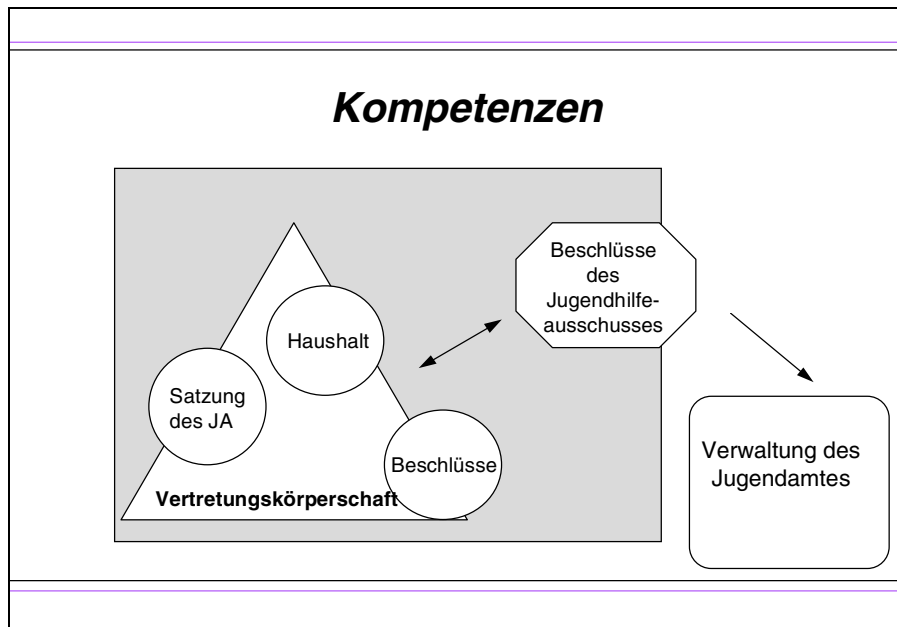 Kompetenzen
Beschlüsse
des
Jugendhilfe-
ausschusses
Haushalt
Satzung
des JA
Beschlüsse
Vertretungskörperschaft
Verwaltung des
Jugendamtes